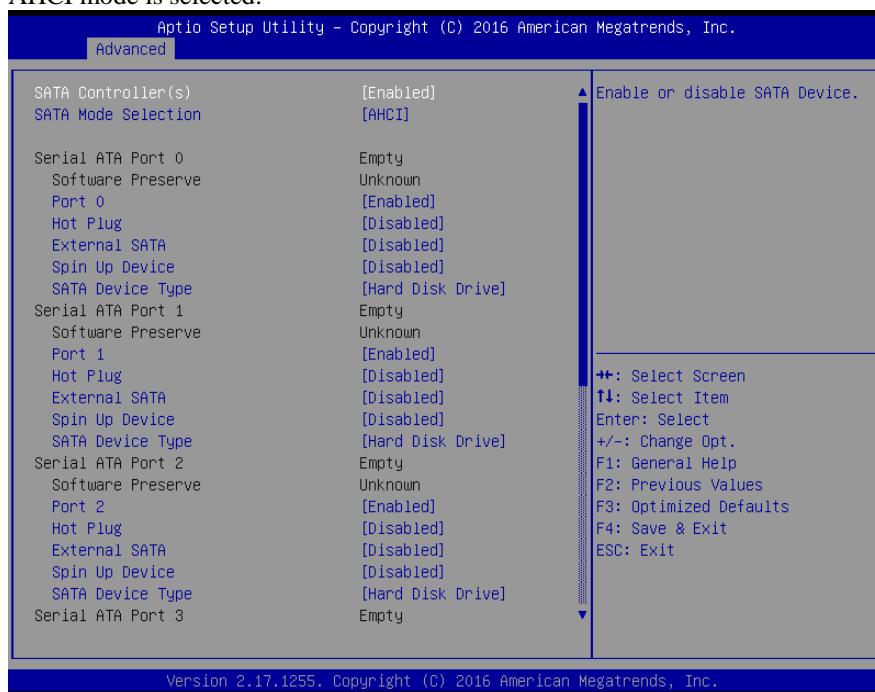 AHCI mode is selected.
Aptio Setup Utility – Copyright (C) 2016 American Megatrends, Inc.
Advanced
SATA Controller(s) [Enabled]
SATA Mode Selection [AHCI]
Serial ATA Port 0 Empty
Software Preserve Unknown
Port 0 [Enabled]
Hot Plug [Disabled]
External SATA [Disabled]
Spin Up Device [Disabled]
SATA Device Type [Hard Disk Drive]
Serial ATA Port 1 Empty
Software Preserve Unknown
Port 1 [Enabled]
Hot Plug [Disabled]
External SATA [Disabled]
Spin Up Device [Disabled]
SATA Device Type [Hard Disk Drive]
Serial ATA Port 2 Empty
Software Preserve Unknown
Port 2 [Enabled]
Hot Plug [Disabled]
External SATA [Disabled]
Spin Up Device [Disabled]
SATA Device Type [Hard Disk Drive]
Serial ATA Port 3 Empty
Enable or disable SATA Device.
→←: Select Screen
↑↓: Select Item
Enter: Select
+/-: Change Opt.
F1: General Help
F2: Previous Values
F3: Optimized Defaults
F4: Save & Exit
ESC: Exit
Version 2.17.1255. Copyright (C) 2016 American Megatrends, Inc.